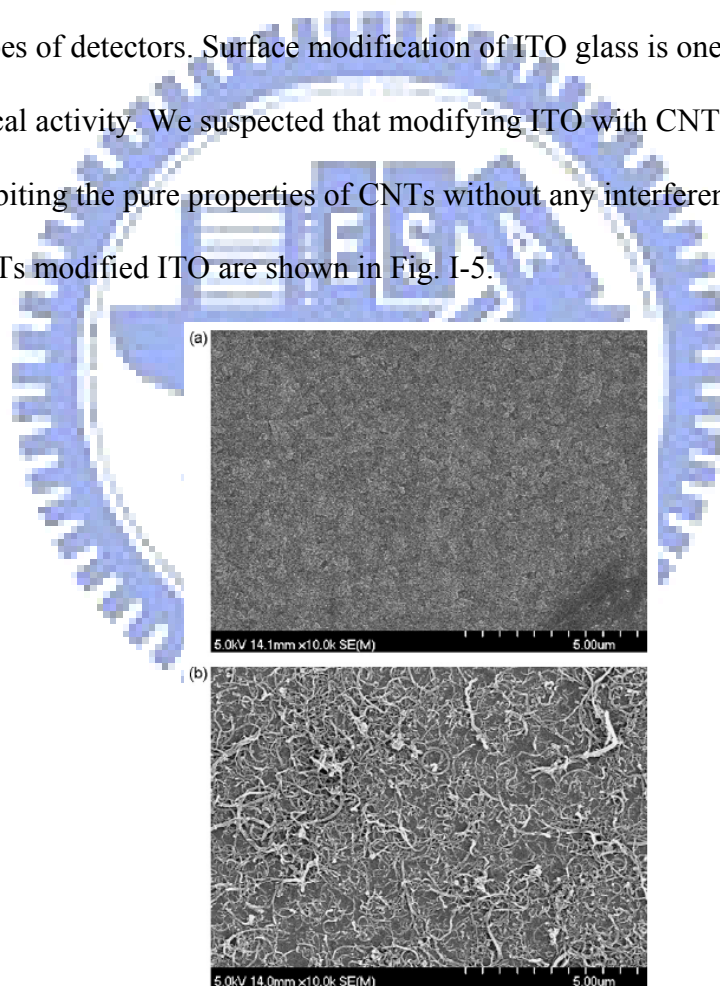 es of detectors. Surface modification of ITO glass is one
cal activity. We suspected that modifying ITO with CNT
biting the pure properties of CNTs without any interferen
Ts modified ITO are shown in Fig. I-5.
E S A
(a)
5.0kV 14.1mm x10.0k SE(M) 5.00um
(b)
5.0kV 14.0mm x10.0k SE(M) 5.00um